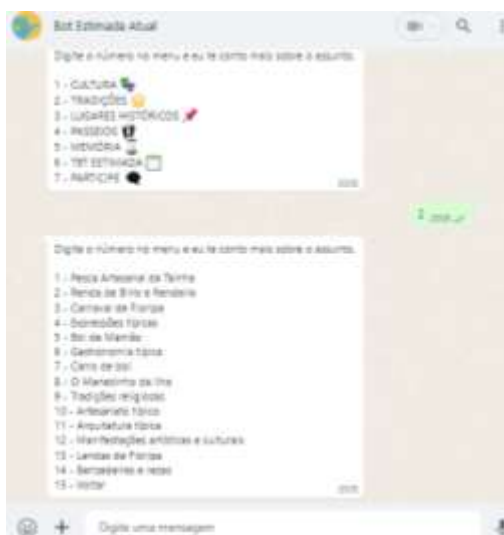 Bot Estimada Atual
Digite o número no menu e eu te conto mais sobre o assunto.
1 - CULTURA
2 - TRADIÇÕES
3 - LUGARES HISTÓRICOS
4 - PASSEIOS
5 - MEMÓRIA
6 - TBT ESTIMADA
7 - PARTICIPE
2
Digite o número no menu e eu te conto mais sobre o assunto.
1 - Pesca Artesanal da Tainha
2 - Renda de Bilro e Rendeira
3 - Carnaval de Floripa
4 - Expressões típicas
5 - Boi de Mamão
6 - Gastronomia típica
7 - Carro de boi
8 - O Manezinho da Ilha
9 - Tradições religiosas
10 - Artesanato típico
11 - Arquitetura típica
12 - Manifestações artísticas e culturais
13 - Lendas de Floripa
14 - Benzedeiras e rezas
15 - Voltar
Digite uma mensagem